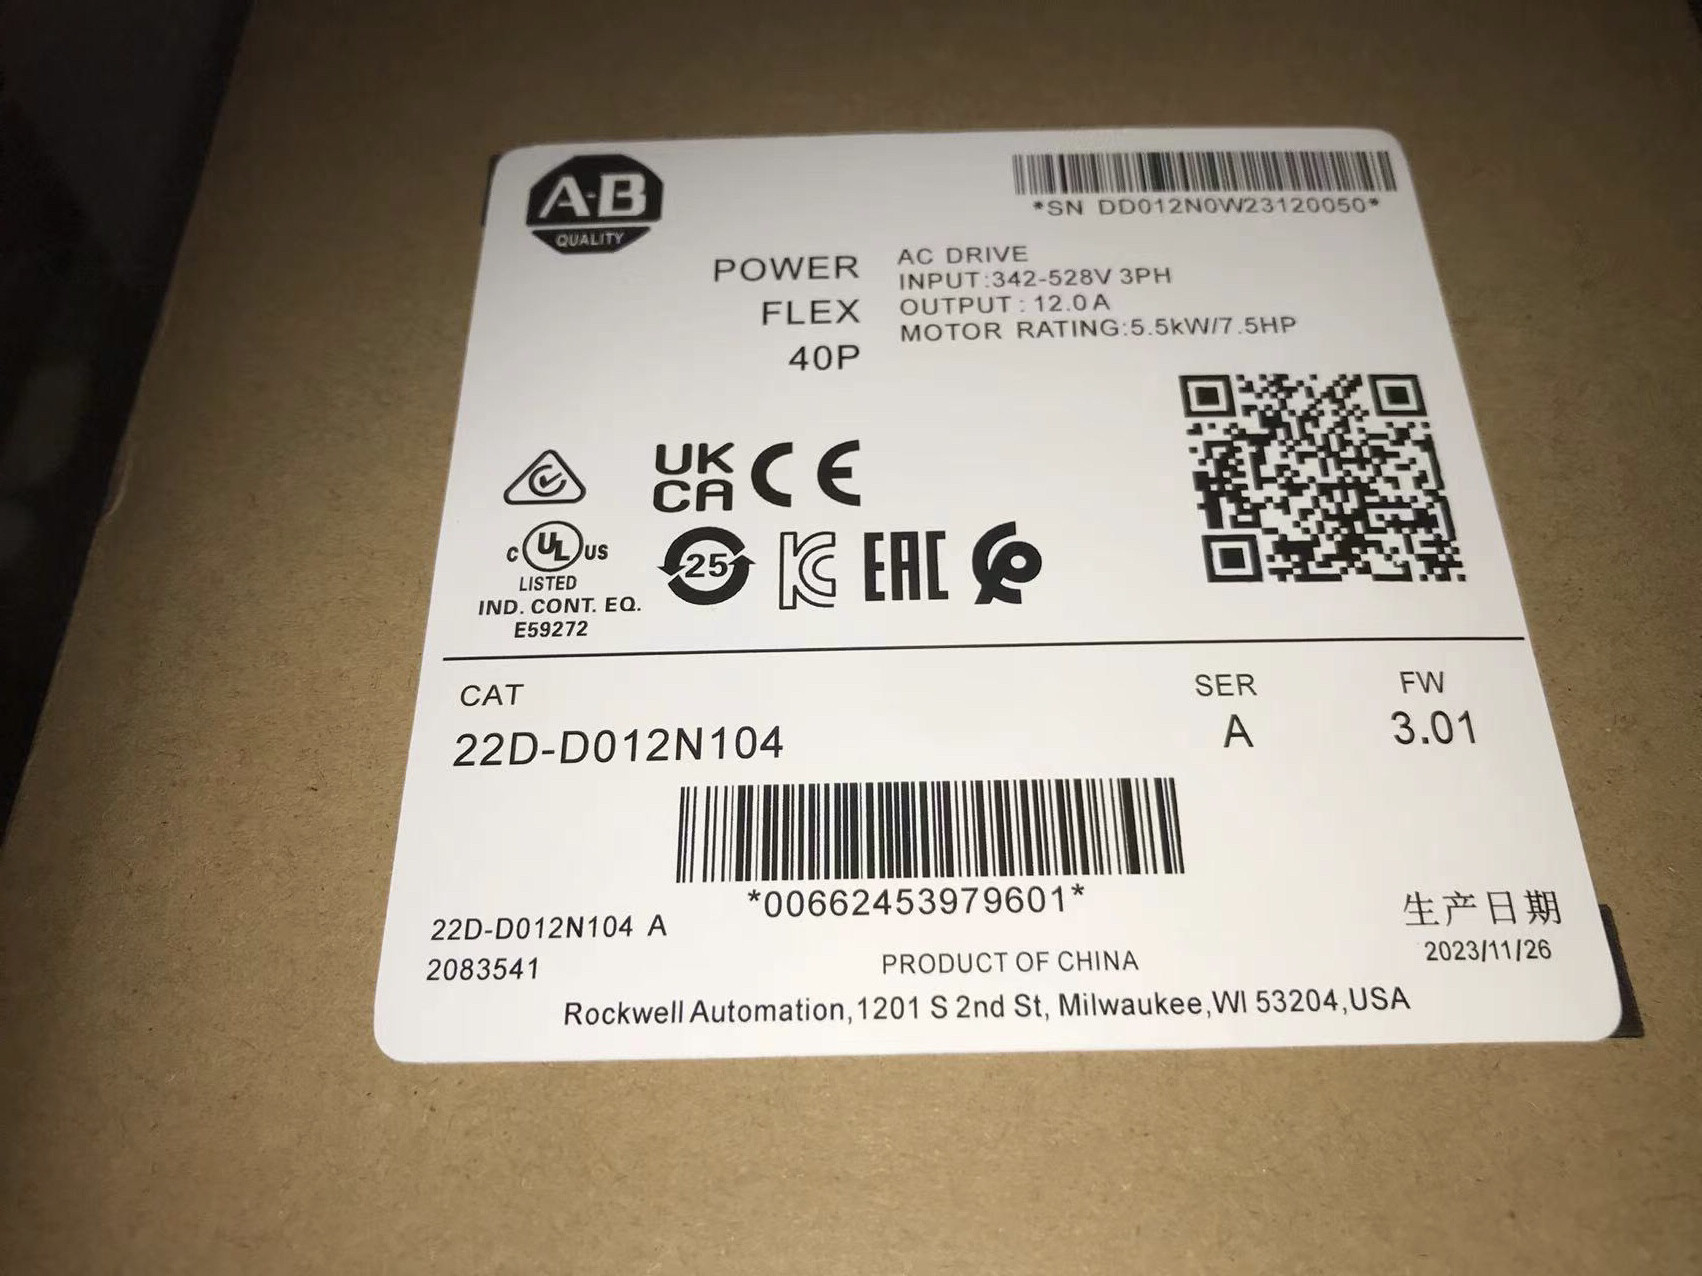 A-B
QUALITY
*SN DD012N0W23120050*
POWER
FLEX
40P
AC DRIVE
INPUT:342-528V 3PH
OUTPUT: 12.0A
MOTOR RATING:5.5kW/7.5HP
UK
CA
CE
C UL US
LISTED
IND. CONT. EQ.
E59272
25
KC
EAC
CAT
22D-D012N104
SER
A
FW
3.01
*00662453979601*
22D-D012N104 A
2083541
PRODUCT OF CHINA
生产日期
2023/11/26
Rockwell Automation,1201 S 2nd St, Milwaukee,WI 53204,USA